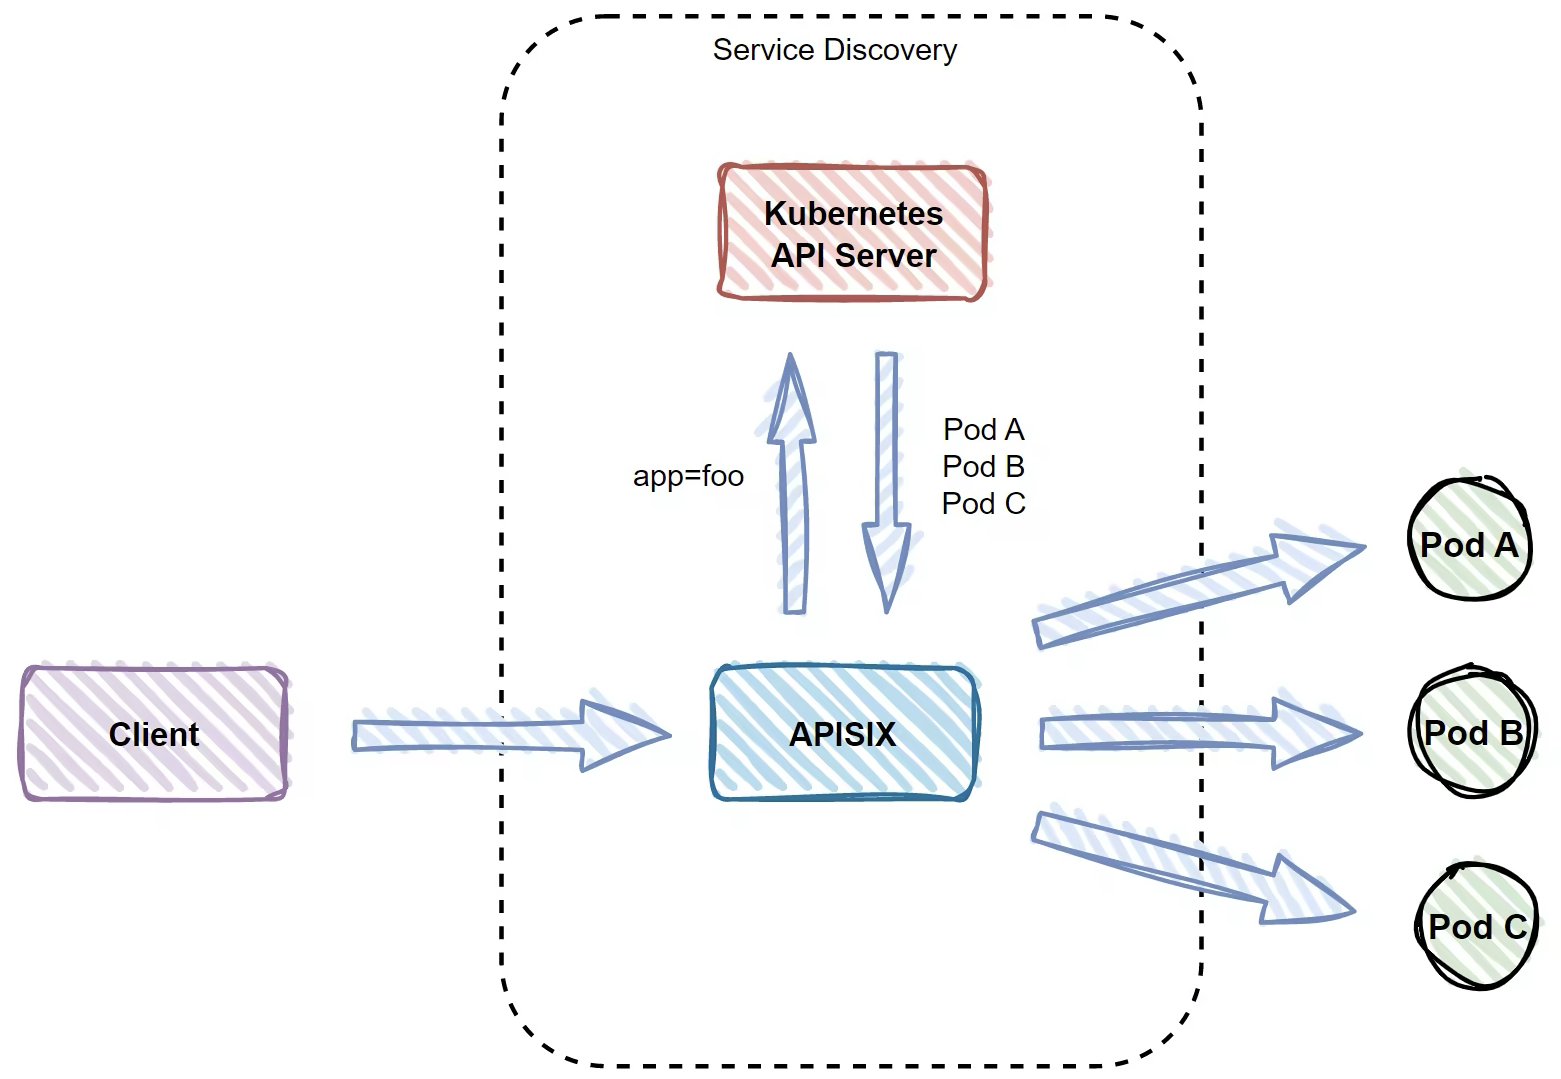 Service Discovery
Kubernetes
API Server
app=foo
Pod A
Pod B
Pod C
Client
APISIX
Pod A
Pod B
Pod C